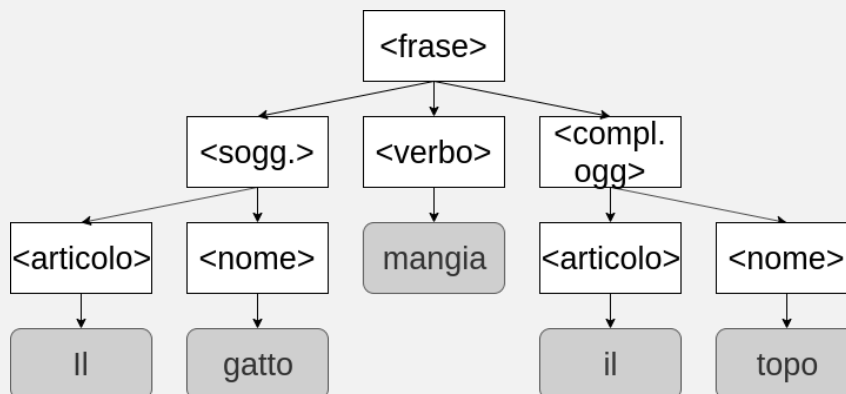 <frase>
<sogg.>
<verbo>
<compl.
ogg>
<articolo>
<nome>
mangia
<articolo>
<nome>
Il
gatto
il
topo